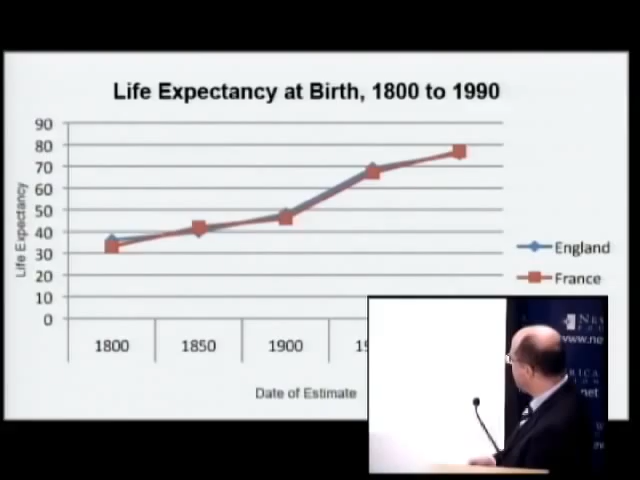 Life Expectancy at Birth, 1800 to 1990
90
80
70
60
50
40
30
20
10
0
Life Expectancy
England
France
1800
1850
1900
Date of Estimate
www.ne
net